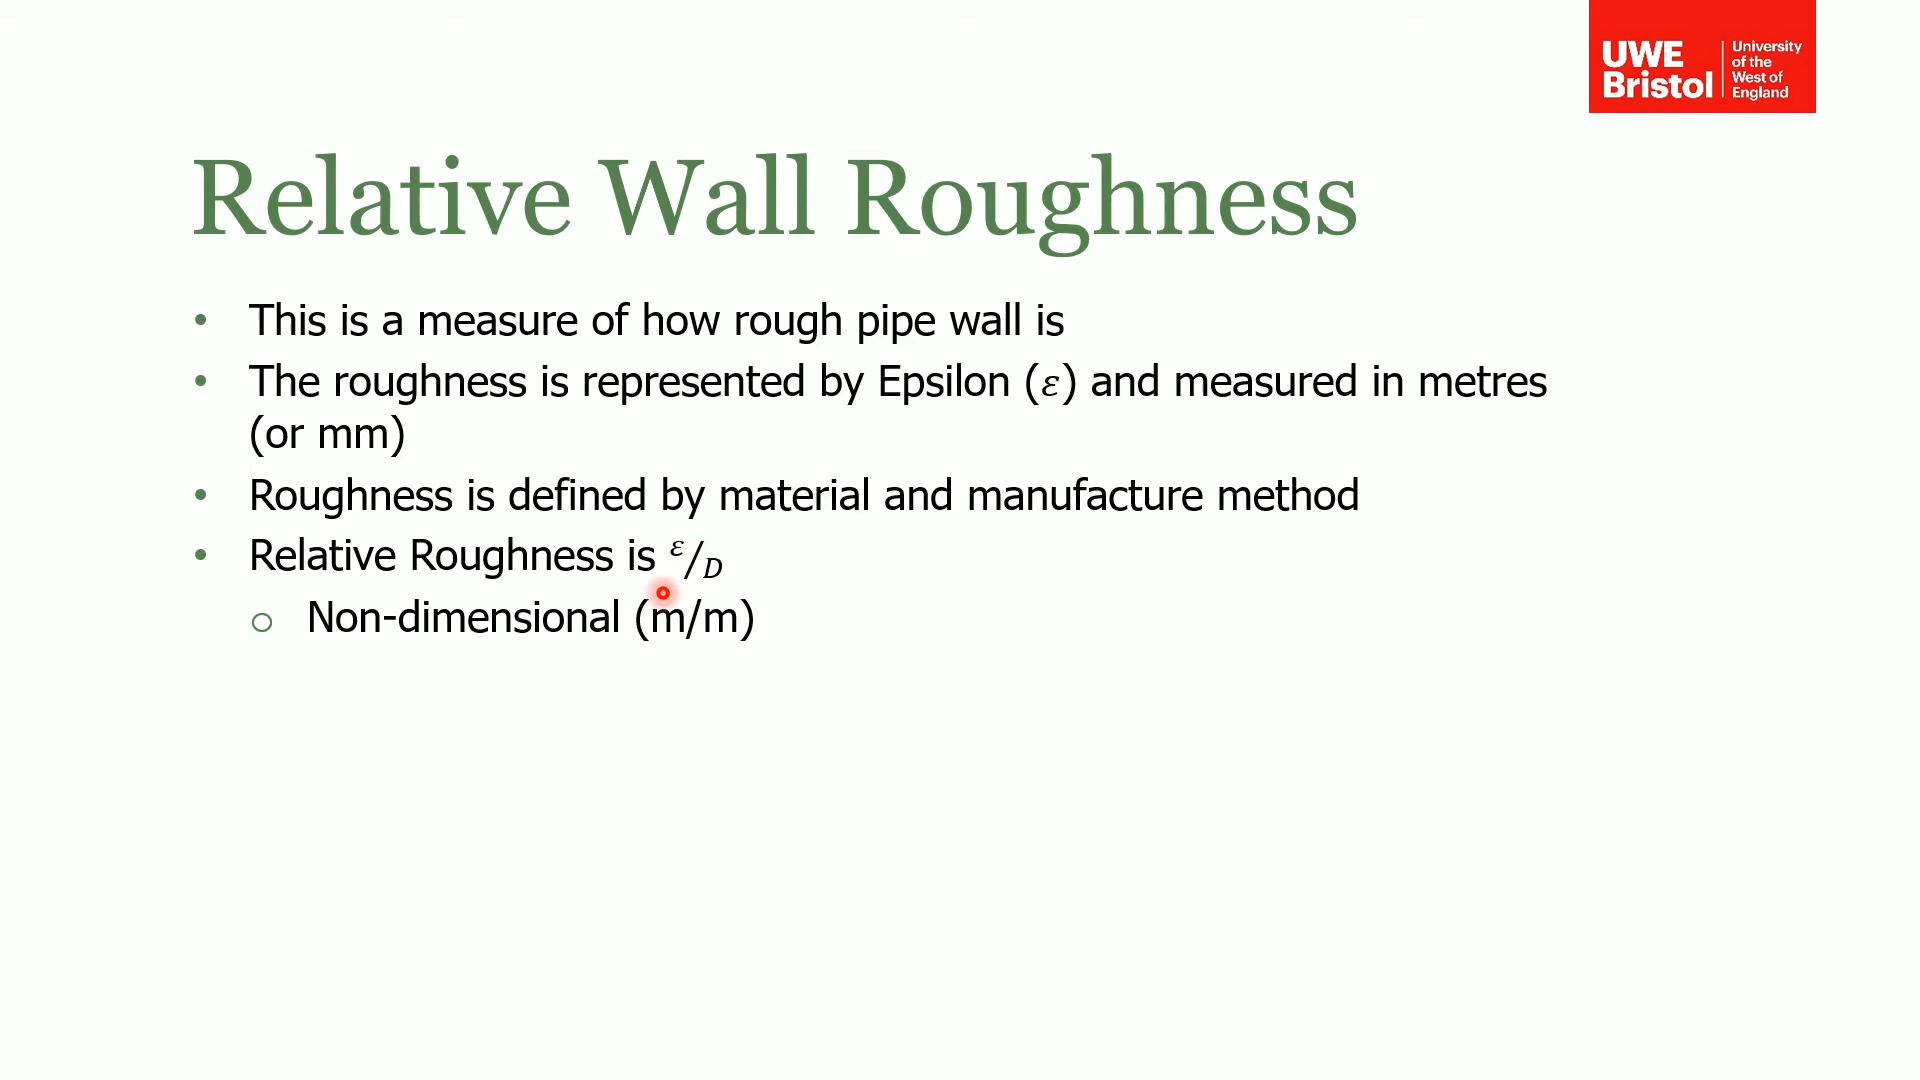 UWE
Bristol
University
of the
West of
England
Relative Wall Roughness
• This is a measure of how rough pipe wall is
• The roughness is represented by Epsilon (𝜀) and measured in metres
(or mm)
• Roughness is defined by material and manufacture method
• Relative Roughness is 𝜀/𝐷
○ Non-dimensional (m/m)